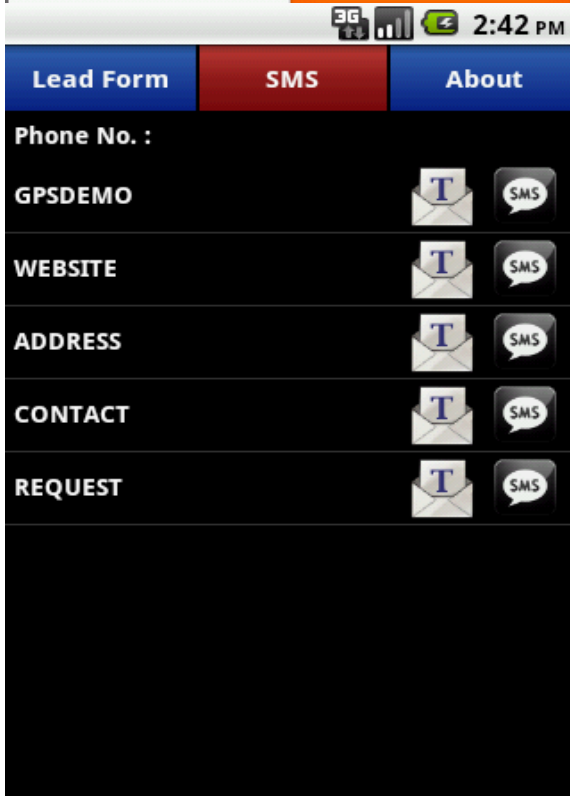 3G 2:42 PM
Lead Form SMS About
Phone No. :
GPSDEMO T SMS
WEBSITE T SMS
ADDRESS T SMS
CONTACT T SMS
REQUEST T SMS